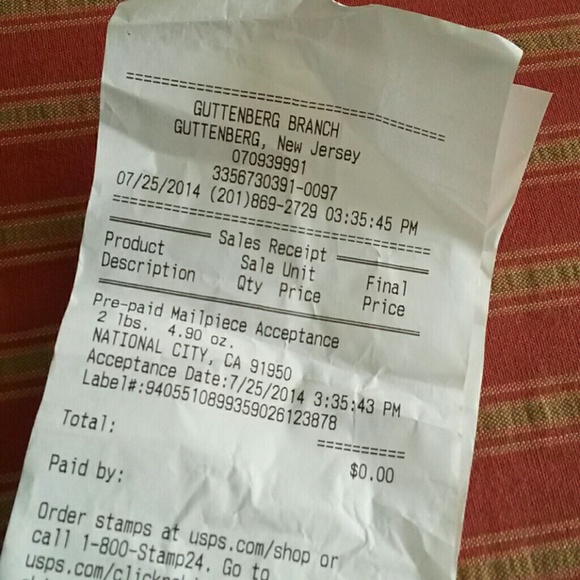 ==============================
GUTTENBERG BRANCH
GUTTENBERG, New Jersey
070939991
3356730391-0097
07/25/2014 (201)869-2729 03:35:45 PM
==============================
Sales Receipt
Product Sale Unit Final
Description Qty Price Price
Pre-paid Mailpiece Acceptance
2 lbs. 4.90 oz.
NATIONAL CITY, CA 91950
Acceptance Date:7/25/2014 3:35:43 PM
Label#:9405510899359026123878
==========
Total: $0.00
Paid by:
Order stamps at usps.com/shop or
call 1-800-Stamp24. Go to